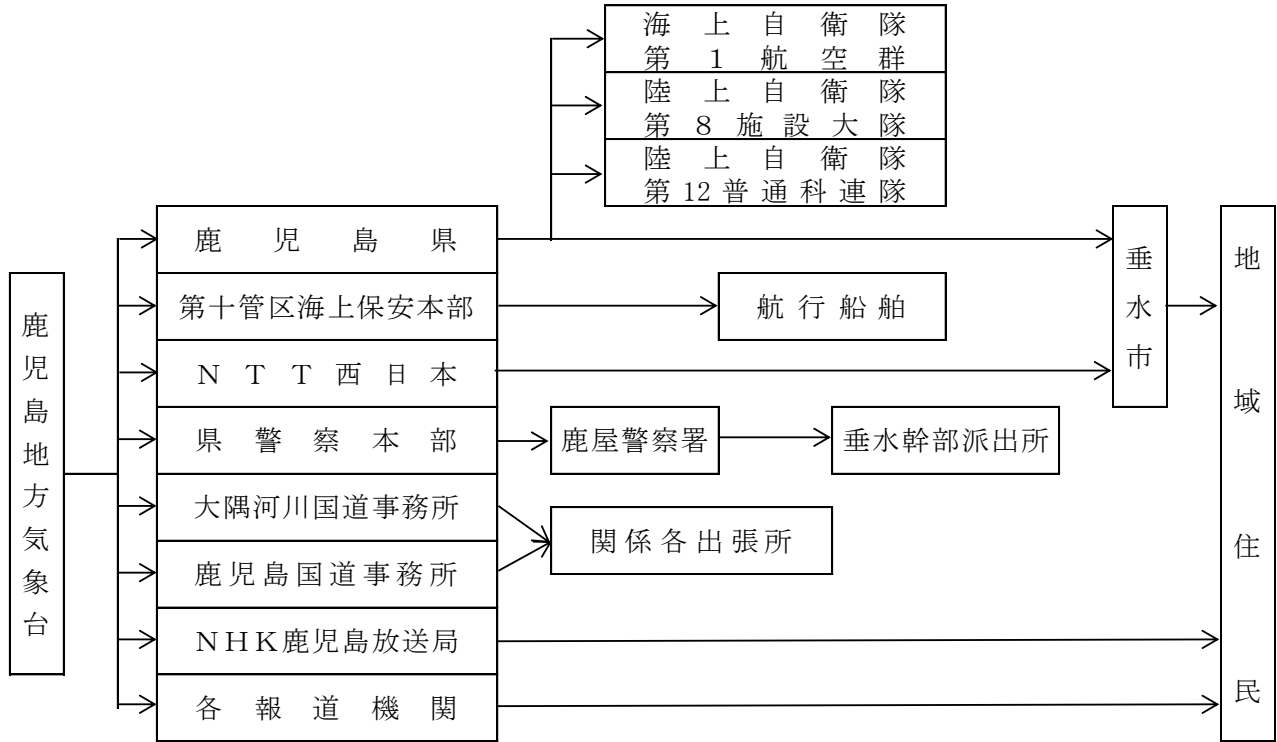 海上自衛隊
第1航空群
陸上自衛隊
第8施設大隊
陸上自衛隊
第12普通科連隊
鹿児島地方気象台
鹿児島県
第十管区海上保安本部
NTT西日本
県警察本部
大隅河川国道事務所
鹿児島国道事務所
NHK鹿児島放送局
各報道機関
航行船舶
鹿屋警察署
垂水幹部派出所
関係各出張所
垂水市
地域住民